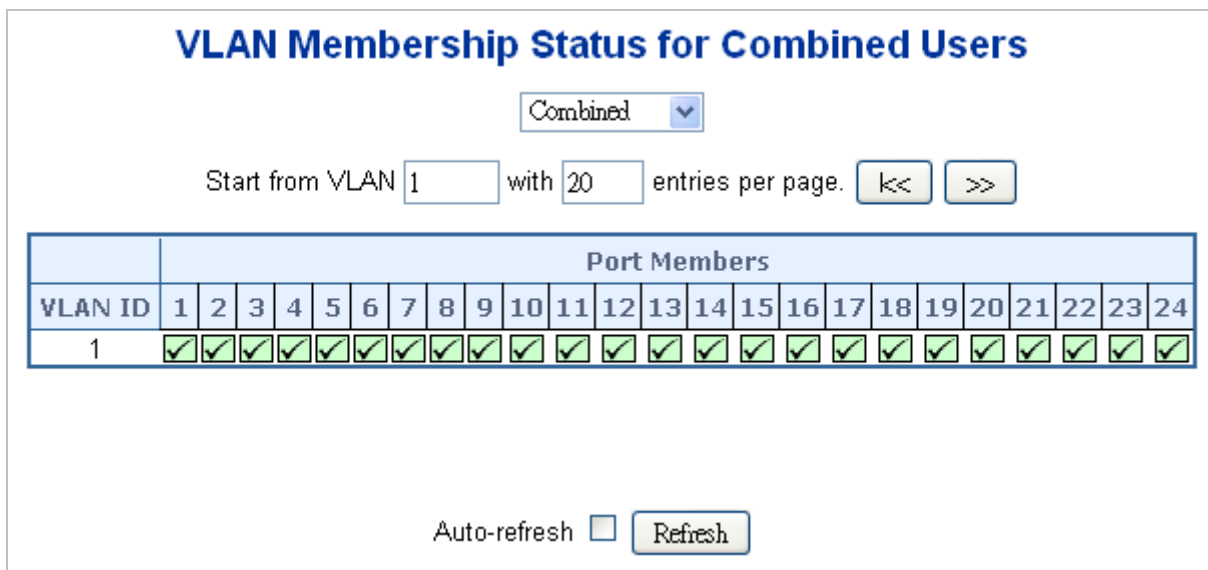 VLAN Membership Status for Combined Users
Combined
Start from VLAN 1 with 20 entries per page. |<< >>
Port Members
VLAN ID 1 2 3 4 5 6 7 8 9 10 11 12 13 14 15 16 17 18 19 20 21 22 23 24
1
Auto-refresh Refresh